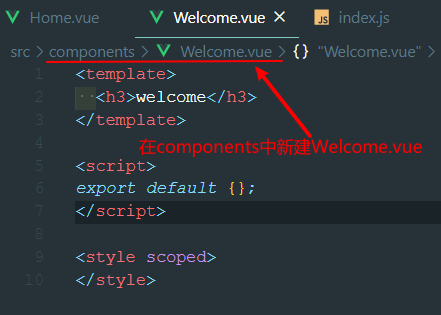 Home.vue Welcome.vue × JS index.js
src > components > Welcome.vue > {} "Welcome.vue" >
1 <template>
2 <h3>welcome</h3>
3 </template>
4
在components中新建Welcome.vue
5 <script>
6 export default {};
7 </script>
8
9 <style scoped>
10 </style>